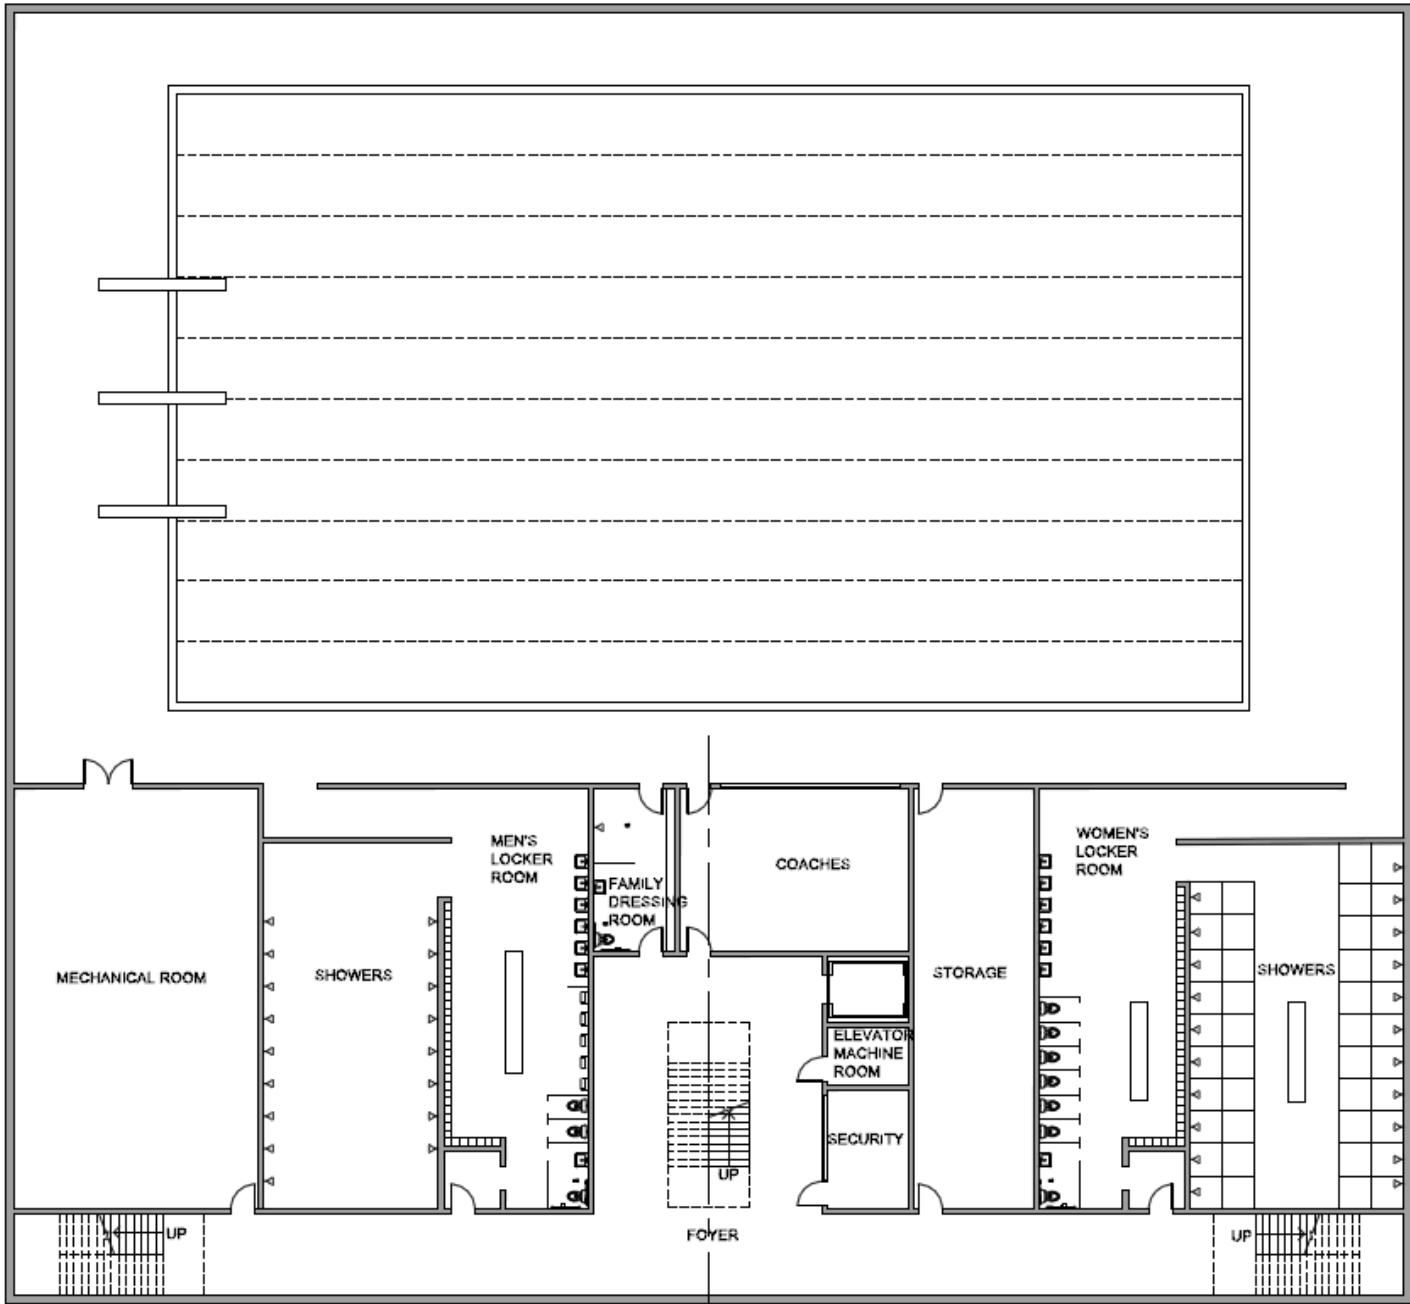 MEN'S
LOCKER
ROOM
WOMEN'S
LOCKER
ROOM
COACHES
FAMILY
DRESSING
ROOM
MECHANICAL ROOM
SHOWERS
STORAGE
SHOWERS
ELEVATOR
MACHINE
ROOM
SECURITY
UP
UP
FOYER
UP